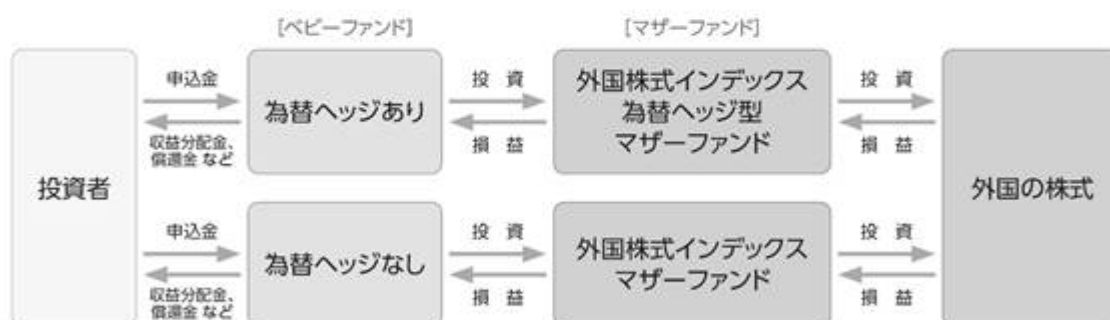 [ベビーファンド]
[マザーファンド]
投資者
申込金
収益分配金、
償還金 など
為替ヘッジあり
投 資
損 益
外国株式インデックス
為替ヘッジ型
マザーファンド
投 資
損 益
外国の株式
申込金
収益分配金、
償還金 など
為替ヘッジなし
投 資
損 益
外国株式インデックス
マザーファンド
投 資
損 益